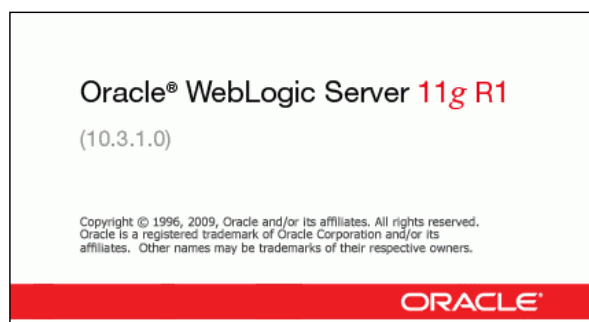 Oracle® WebLogic Server 11g R1
(10.3.1.0)
Copyright © 1996, 2009, Oracle and/or its affiliates. All rights reserved.
Oracle is a registered trademark of Oracle Corporation and/or its
affiliates. Other names may be trademarks of their respective owners.
ORACLE®